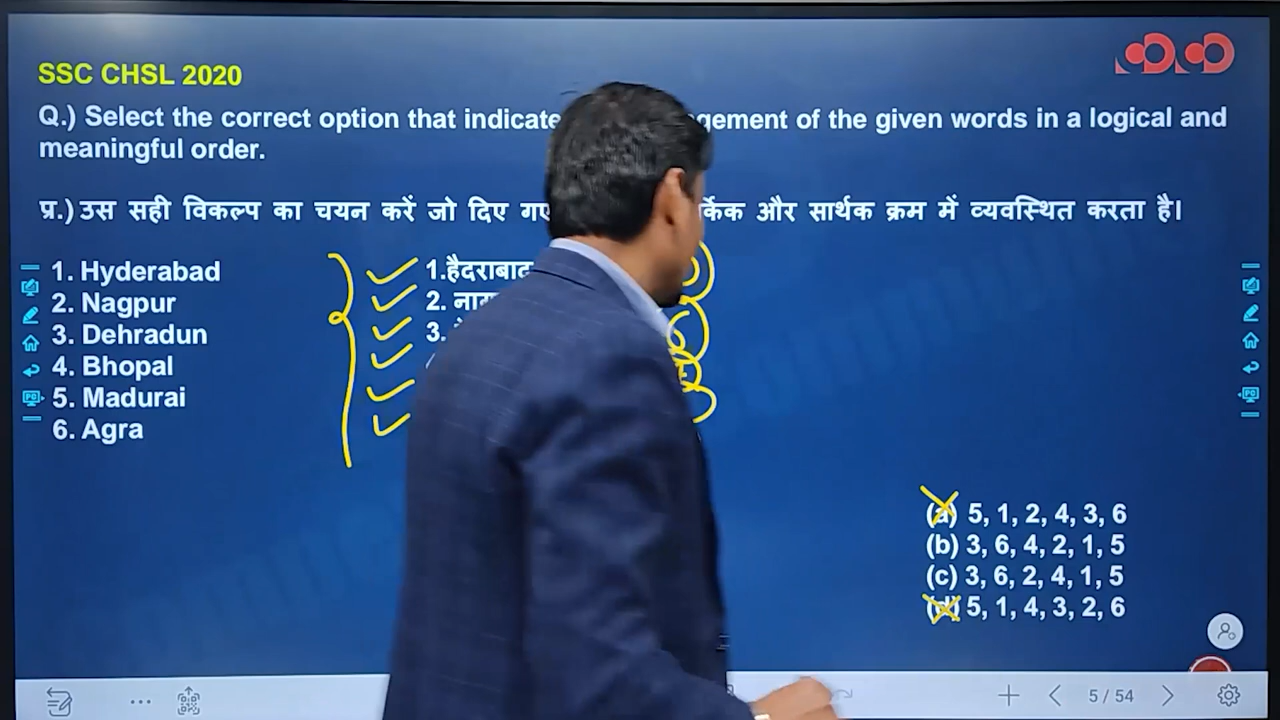 SSC CHSL 2020
Q.) Select the correct option that indicate gement of the given words in a logical and
meaningful order.
प्र.) उस सही विकल्प का चयन करें जो दिए गए र्किक और सार्थक क्रम में व्यवस्थित करता है।
1. Hyderabad
2. Nagpur
3. Dehradun
4. Bhopal
5. Madurai
6. Agra
1.हैदराबाद
2. नाग
3.
(a) 5, 1, 2, 4, 3, 6
(b) 3, 6, 4, 2, 1, 5
(c) 3, 6, 2, 4, 1, 5
(d) 5, 1, 4, 3, 2, 6
5 / 54